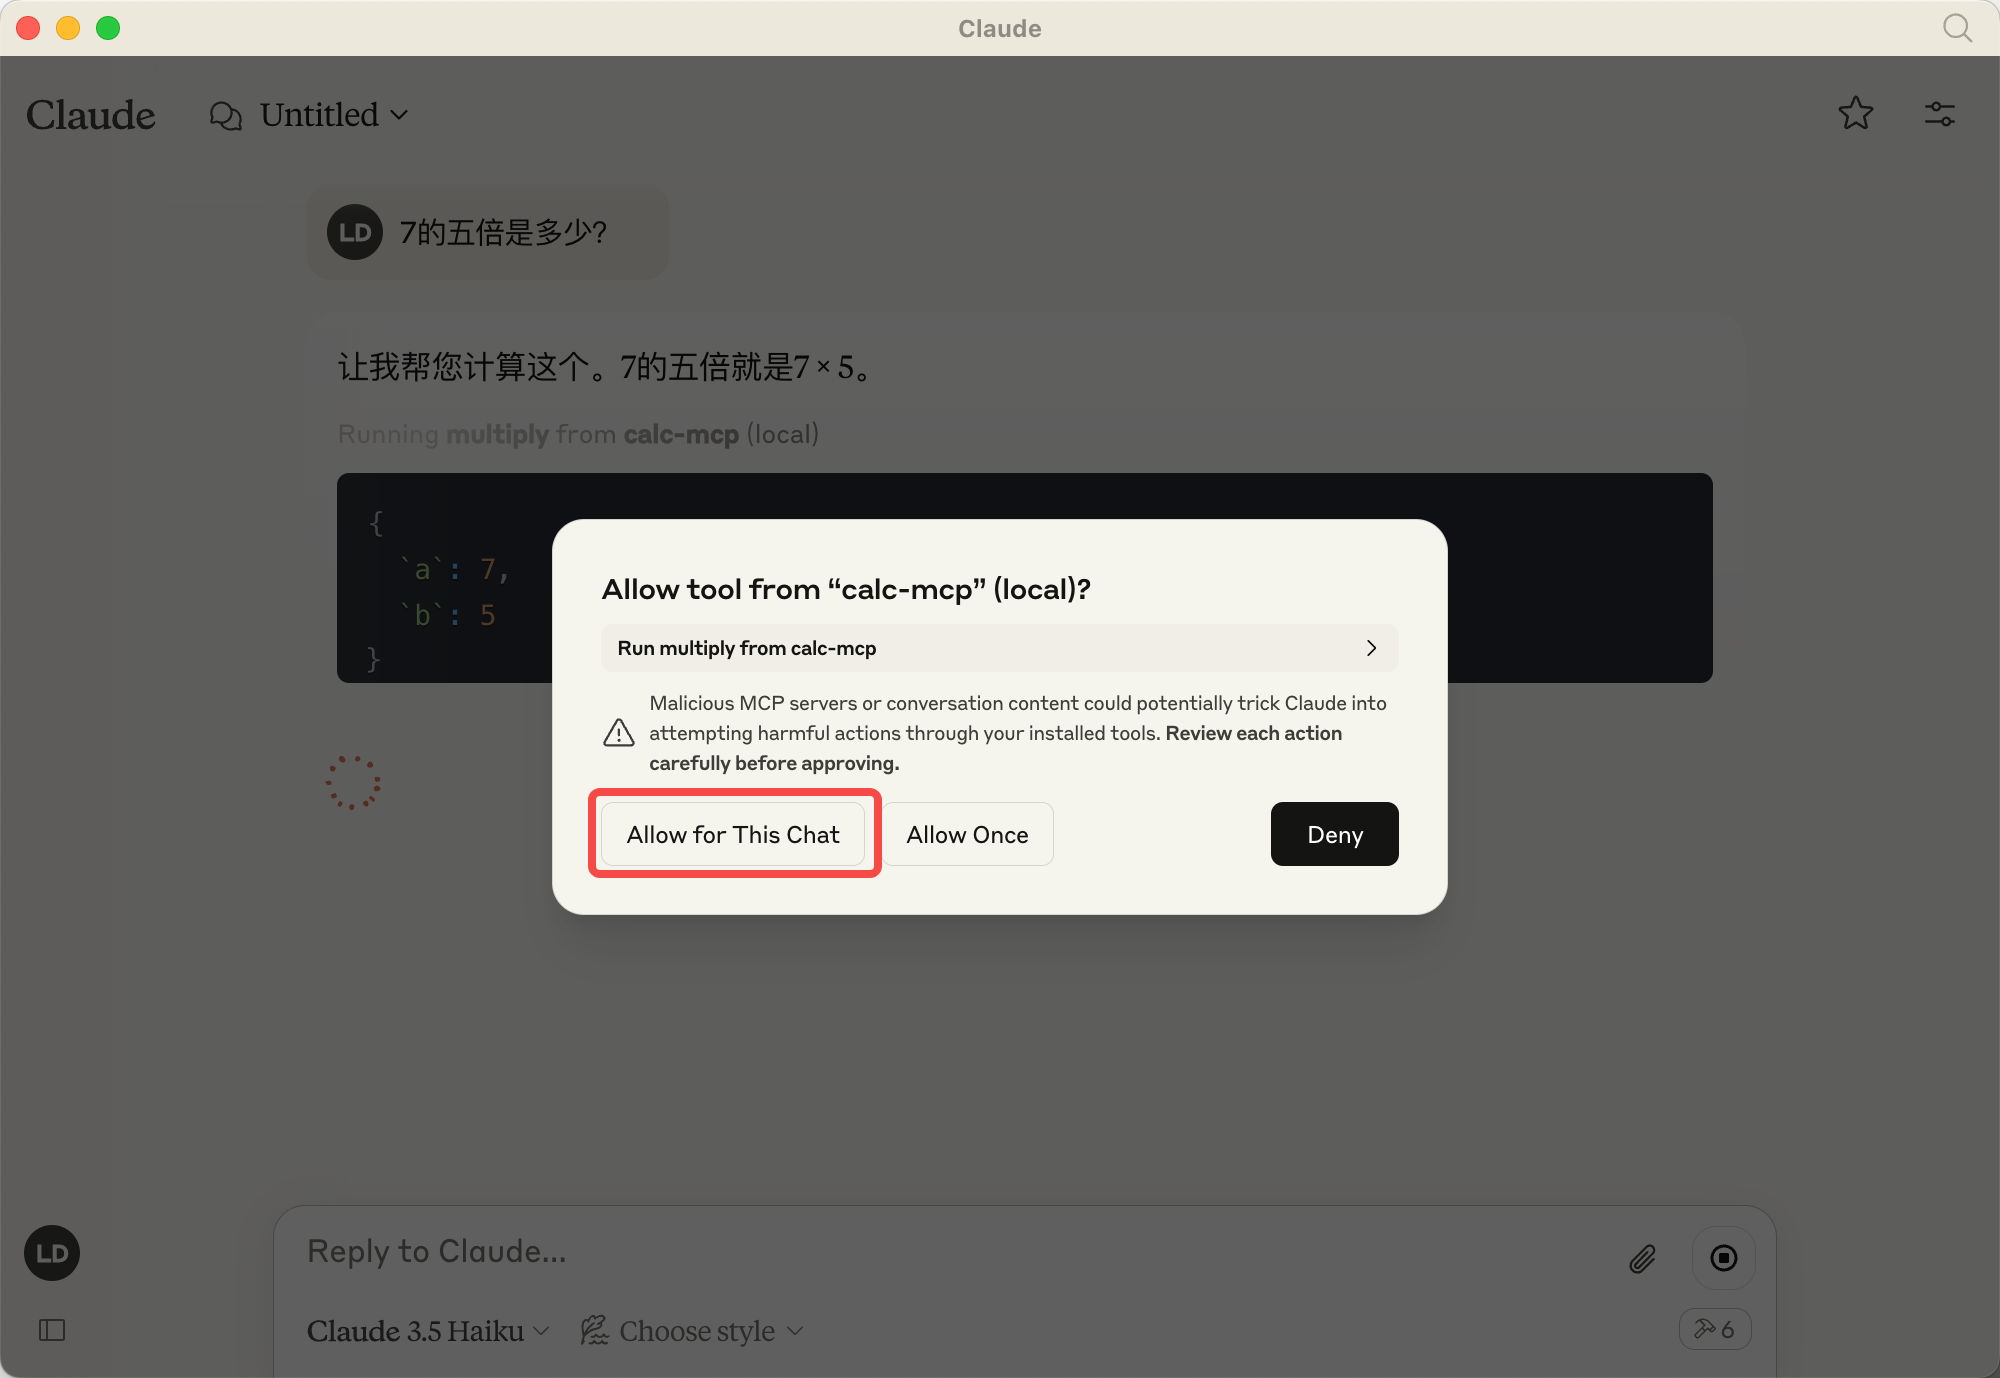 Claude
Claude
Untitled
LD
7的五倍是多少?
让我帮您计算这个。7的五倍就是7 × 5。
Running multiply from calc-mcp (local)
{
`a`: 7,
`b`: 5
}
Allow tool from “calc-mcp” (local)?
Run multiply from calc-mcp
Malicious MCP servers or conversation content could potentially trick Claude into
attempting harmful actions through your installed tools. Review each action
carefully before approving.
Allow for This Chat
Allow Once
Deny
LD
Reply to Claude...
Claude 3.5 Haiku
Choose style
6